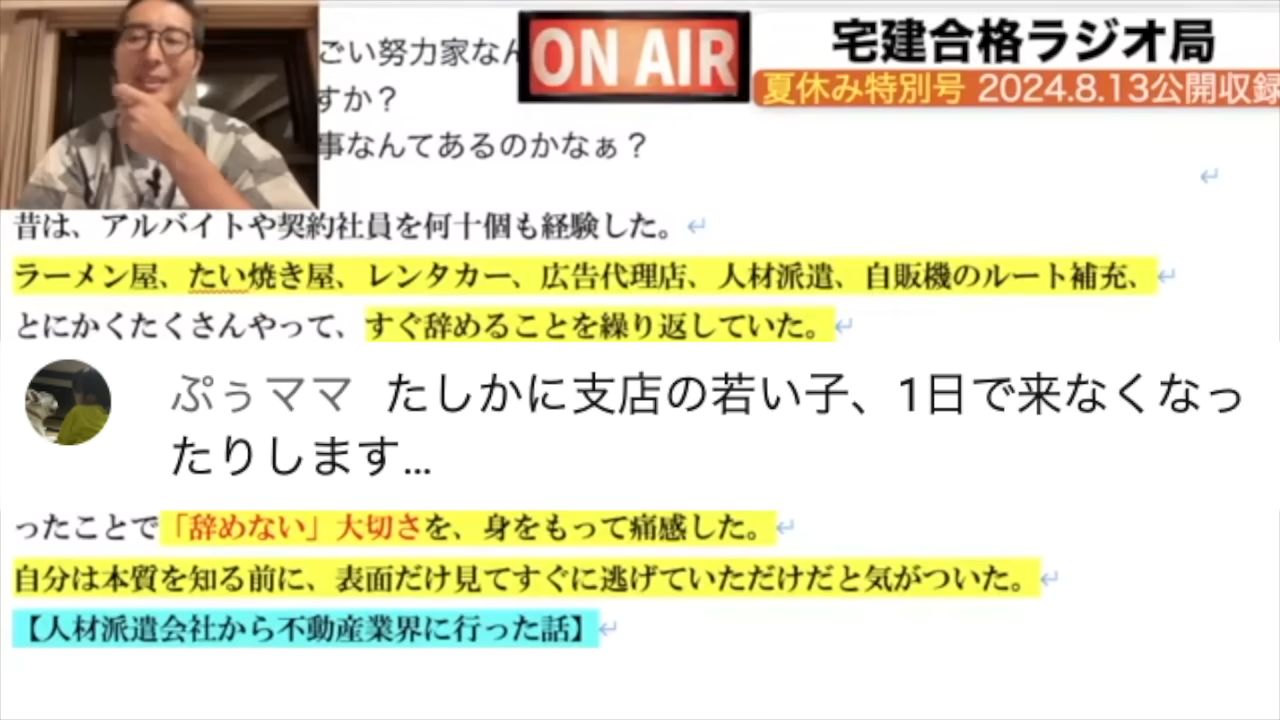 ごい努力家なん
ON AIR
宅建合格ラジオ局
夏休み特別号 2024.8.13公開収録
すか？
事なんてあるのかなぁ？
昔は、アルバイトや契約社員を何十個も経験した。
ラーメン屋、たい焼き屋、レンタカー、広告代理店、人材派遣、自販機のルート補充、
とにかくたくさんやって、すぐ辞めることを繰り返していた。
ぷぅママ たしかに支店の若い子、1日で来なくなっ
たりします…
ったことで「辞めない」大切さを、身をもって痛感した。
自分は本質を知る前に、表面だけ見てすぐに逃げていただけだと気がついた。
【人材派遣会社から不動産業界に行った話】